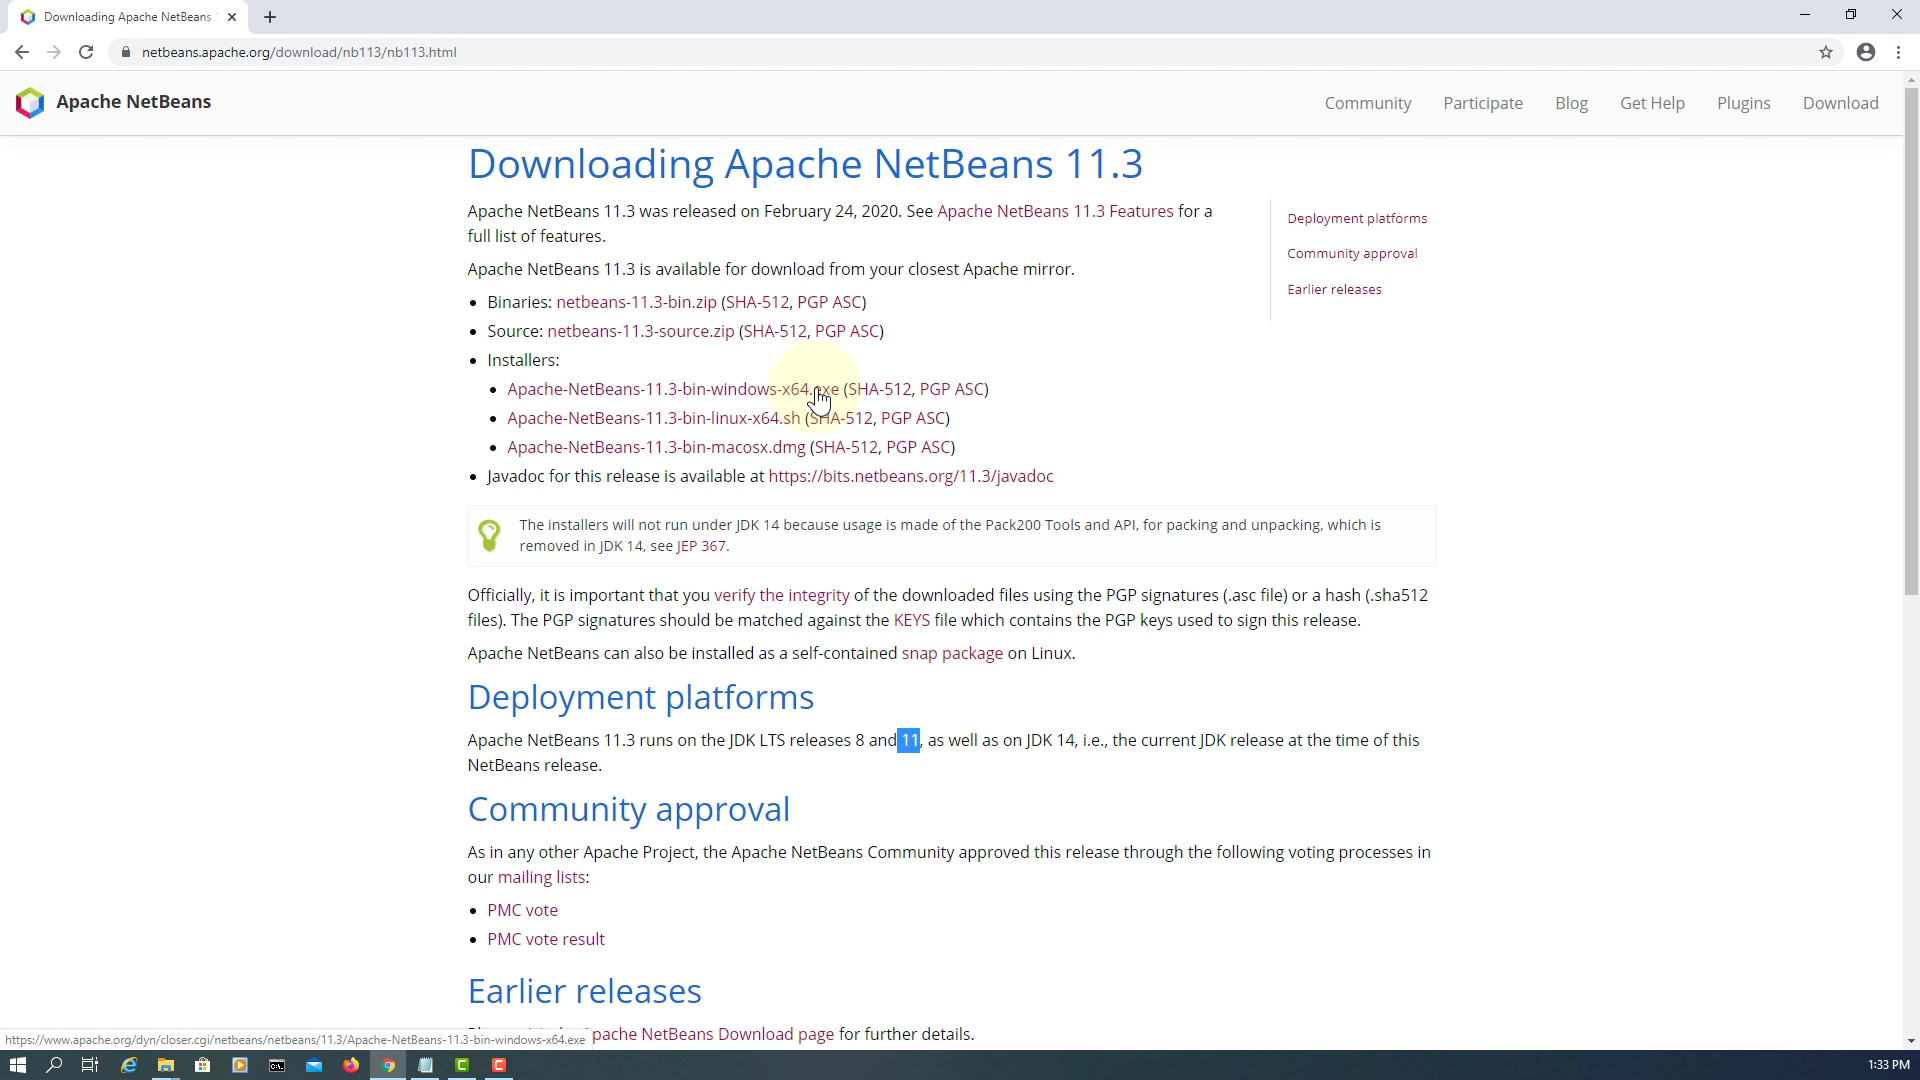 Downloading Apache NetBeans
netbeans.apache.org/download/nb113/nb113.html
Apache NetBeans
Community Participate Blog Get Help Plugins Download
Downloading Apache NetBeans 11.3
Apache NetBeans 11.3 was released on February 24, 2020. See Apache NetBeans 11.3 Features for a
full list of features.
Deployment platforms
Community approval
Earlier releases
Apache NetBeans 11.3 is available for download from your closest Apache mirror.
Binaries: netbeans-11.3-bin.zip (SHA-512, PGP ASC)
Source: netbeans-11.3-source.zip (SHA-512, PGP ASC)
Installers:
Apache-NetBeans-11.3-bin-windows-x64.exe (SHA-512, PGP ASC)
Apache-NetBeans-11.3-bin-linux-x64.sh (SHA-512, PGP ASC)
Apache-NetBeans-11.3-bin-macosx.dmg (SHA-512, PGP ASC)
Javadoc for this release is available at https://bits.netbeans.org/11.3/javadoc
The installers will not run under JDK 14 because usage is made of the Pack200 Tools and API, for packing and unpacking, which is
removed in JDK 14, see JEP 367.
Officially, it is important that you verify the integrity of the downloaded files using the PGP signatures (.asc file) or a hash (.sha512
files). The PGP signatures should be matched against the KEYS file which contains the PGP keys used to sign this release.
Apache NetBeans can also be installed as a self-contained snap package on Linux.
Deployment platforms
Apache NetBeans 11.3 runs on the JDK LTS releases 8 and 11, as well as on JDK 14, i.e., the current JDK release at the time of this
NetBeans release.
Community approval
As in any other Apache Project, the Apache NetBeans Community approved this release through the following voting processes in
our mailing lists:
PMC vote
PMC vote result
Earlier releases
pache NetBeans Download page for further details.
https://www.apache.org/dyn/closer.cgi/netbeans/netbeans/11.3/Apache-NetBeans-11.3-bin-windows-x64.exe
1:33 PM